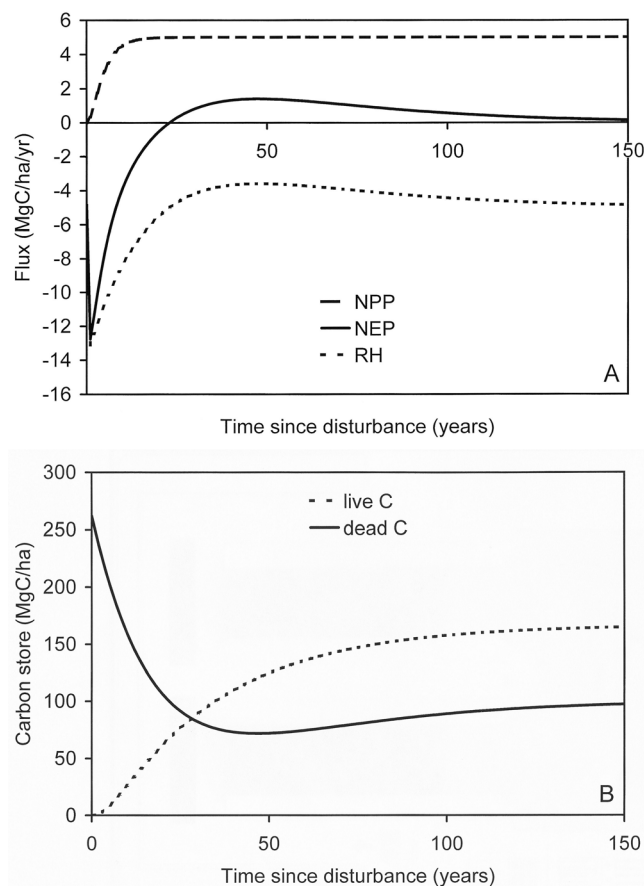 6
4
2
0
-2
-4
-6
-8
-10
-12
-14
-16
50
100
150
Flux (MgC/ha/yr)
NPP
NEP
RH
A
Time since disturbance (years)
300
250
200
150
100
50
0
live C
dead C
Carbon store (MgC/ha)
B
0
50
100
150
Time since disturbance (years)